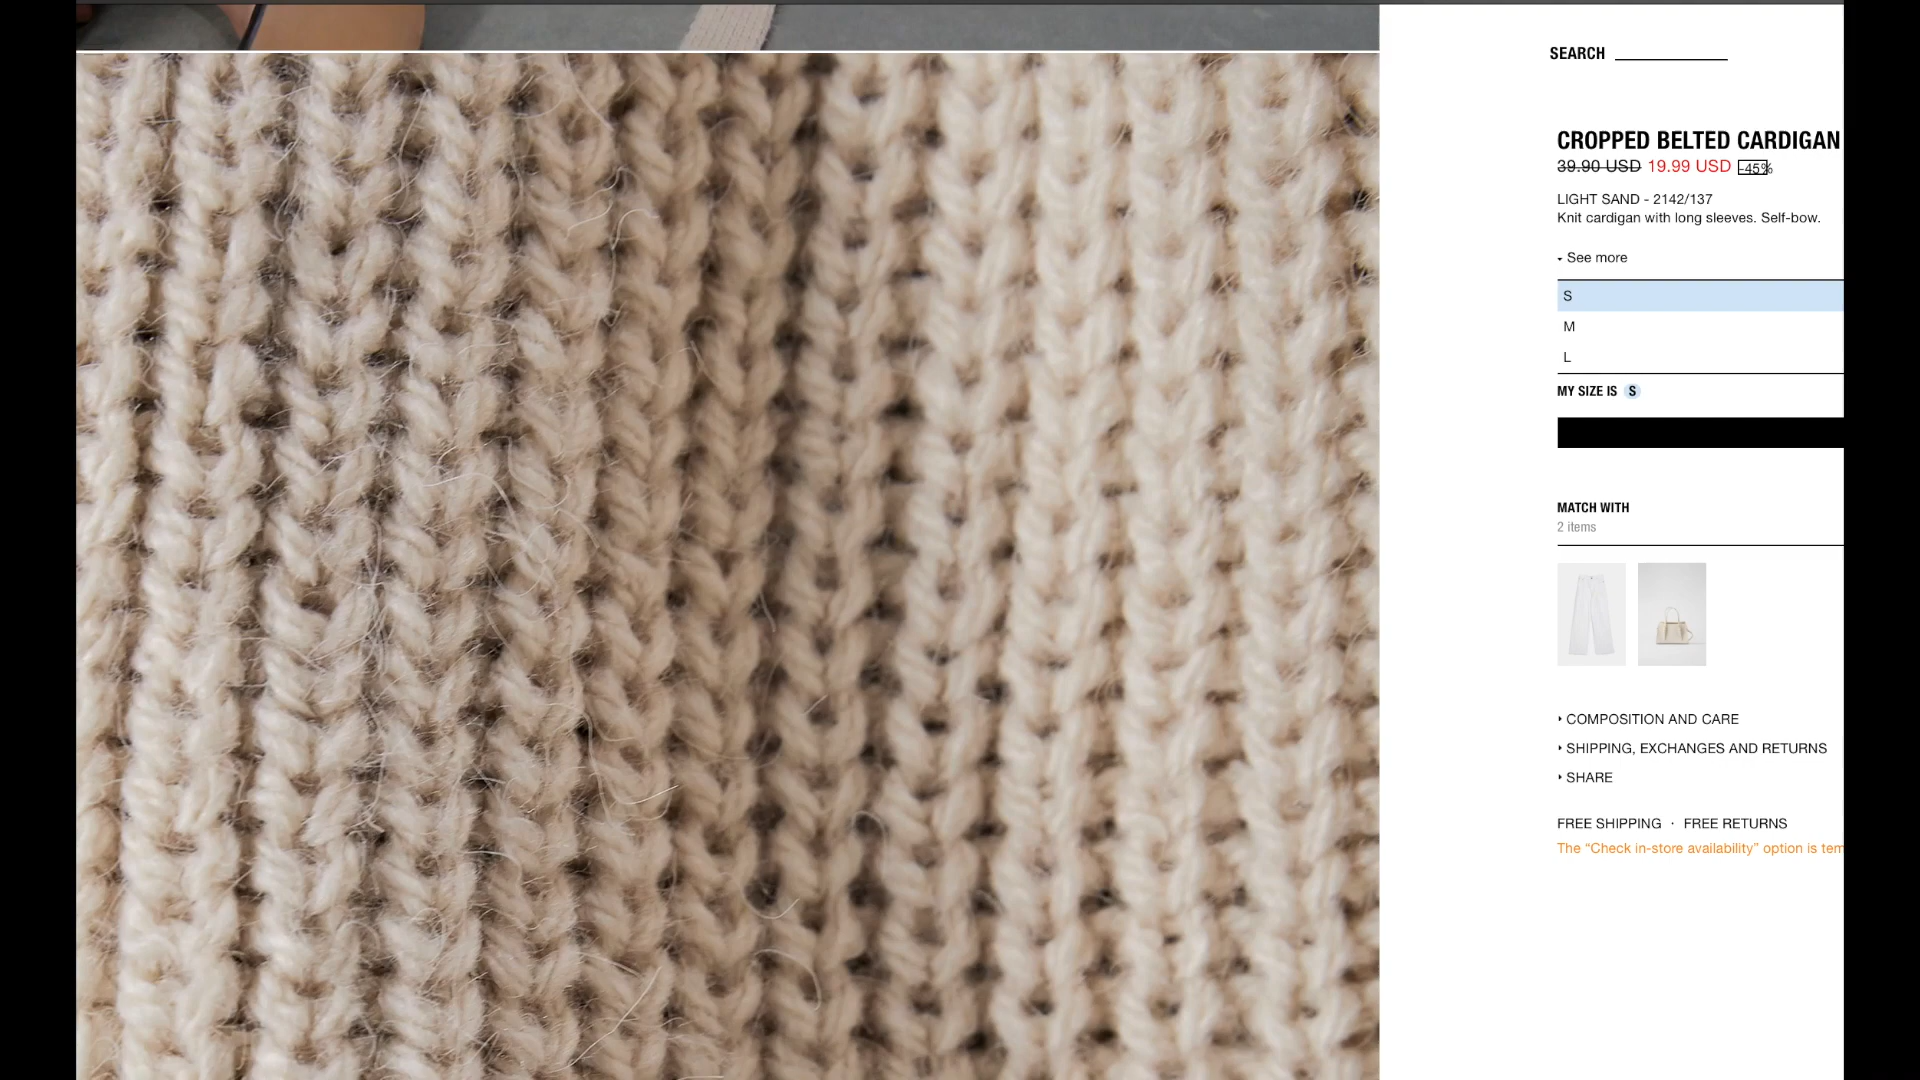 SEARCH
CROPPED BELTED CARDIGAN
39.90 USD 19.99 USD -45%
LIGHT SAND - 2142/137
Knit cardigan with long sleeves. Self-bow.
See more
S
M
L
MY SIZE IS S
MATCH WITH
2 items
COMPOSITION AND CARE
SHIPPING, EXCHANGES AND RETURNS
SHARE
FREE SHIPPING · FREE RETURNS
The “Check in-store availability” option is